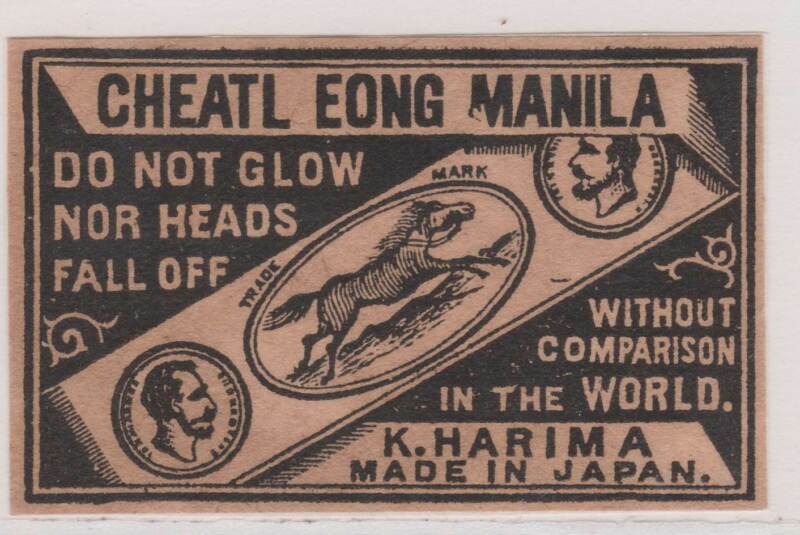 CHEATL EONG MANILA
DO NOT GLOW
NOR HEADS
FALL OFF
TRADE MARK
WITHOUT
COMPARISON
IN THE WORLD.
K.HARIMA
MADE IN JAPAN.